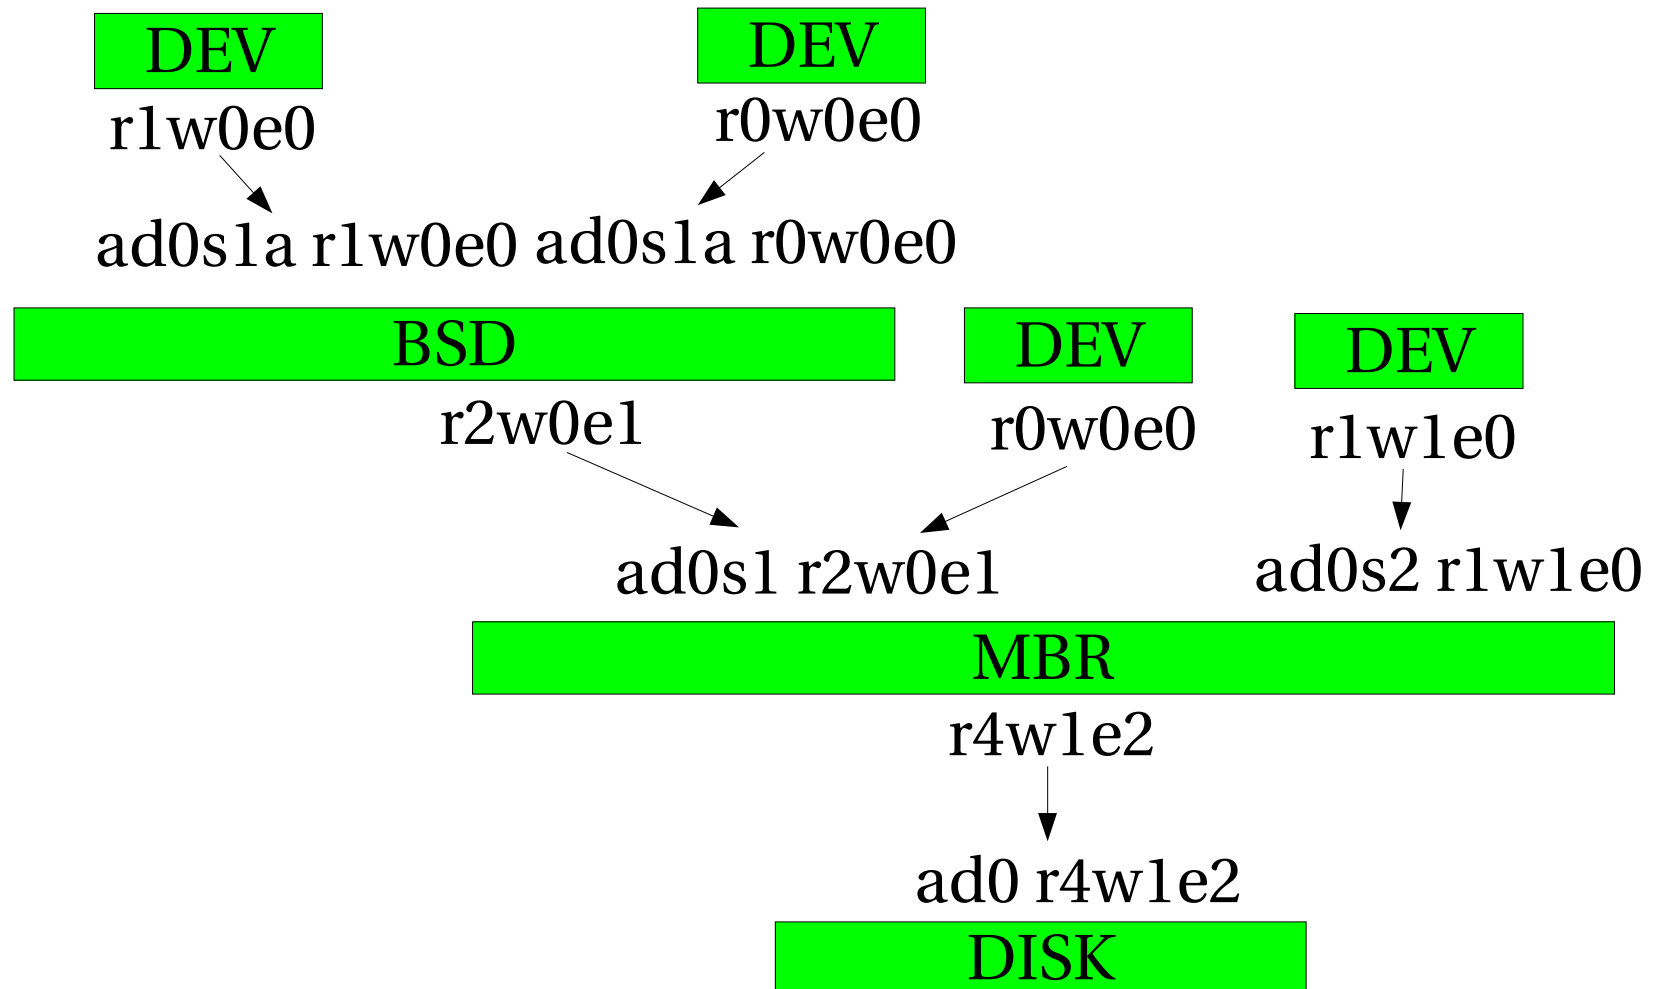 DEV DEV
r1w0e0 r0w0e0
ad0s1a r1w0e0 ad0s1a r0w0e0
BSD DEV DEV
r2w0e1 r0w0e0 r1w1e0
ad0s1 r2w0e1 ad0s2 r1w1e0
MBR
r4w1e2
ad0 r4w1e2
DISK